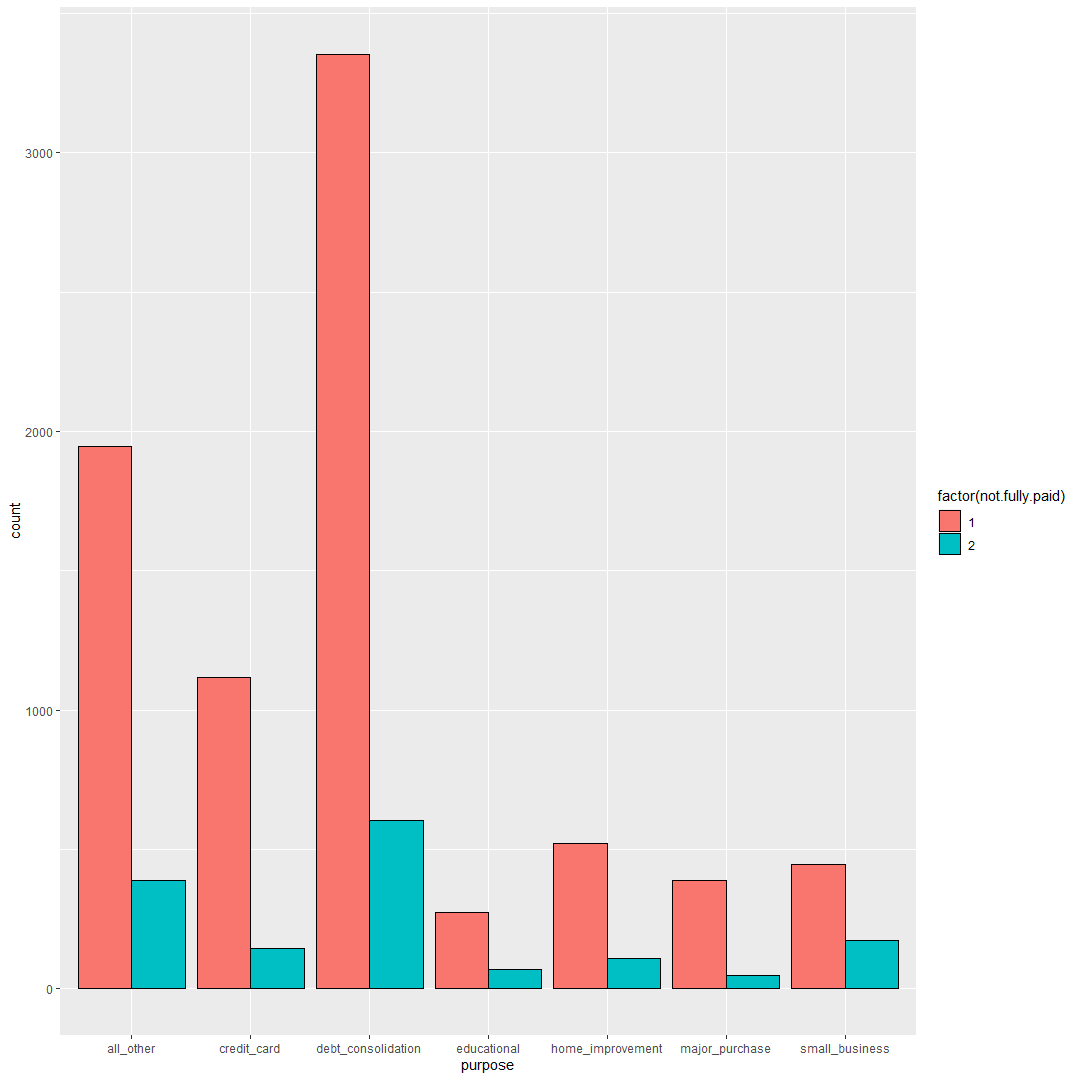 3000
2000
1000
0
count
all_other
credit_card
debt_consolidation
educational
home_improvement
major_purchase
small_business
purpose
factor(not.fully.paid)
1
2